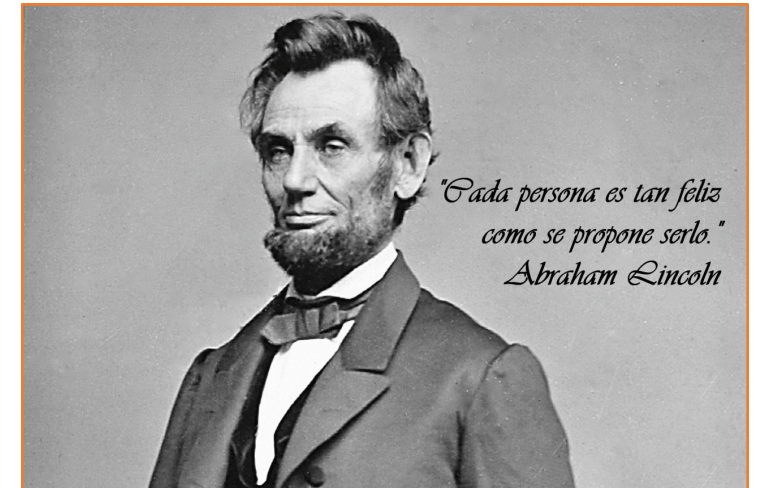 "Cada persona es tan feliz
como se propone serlo."
Abraham Lincoln